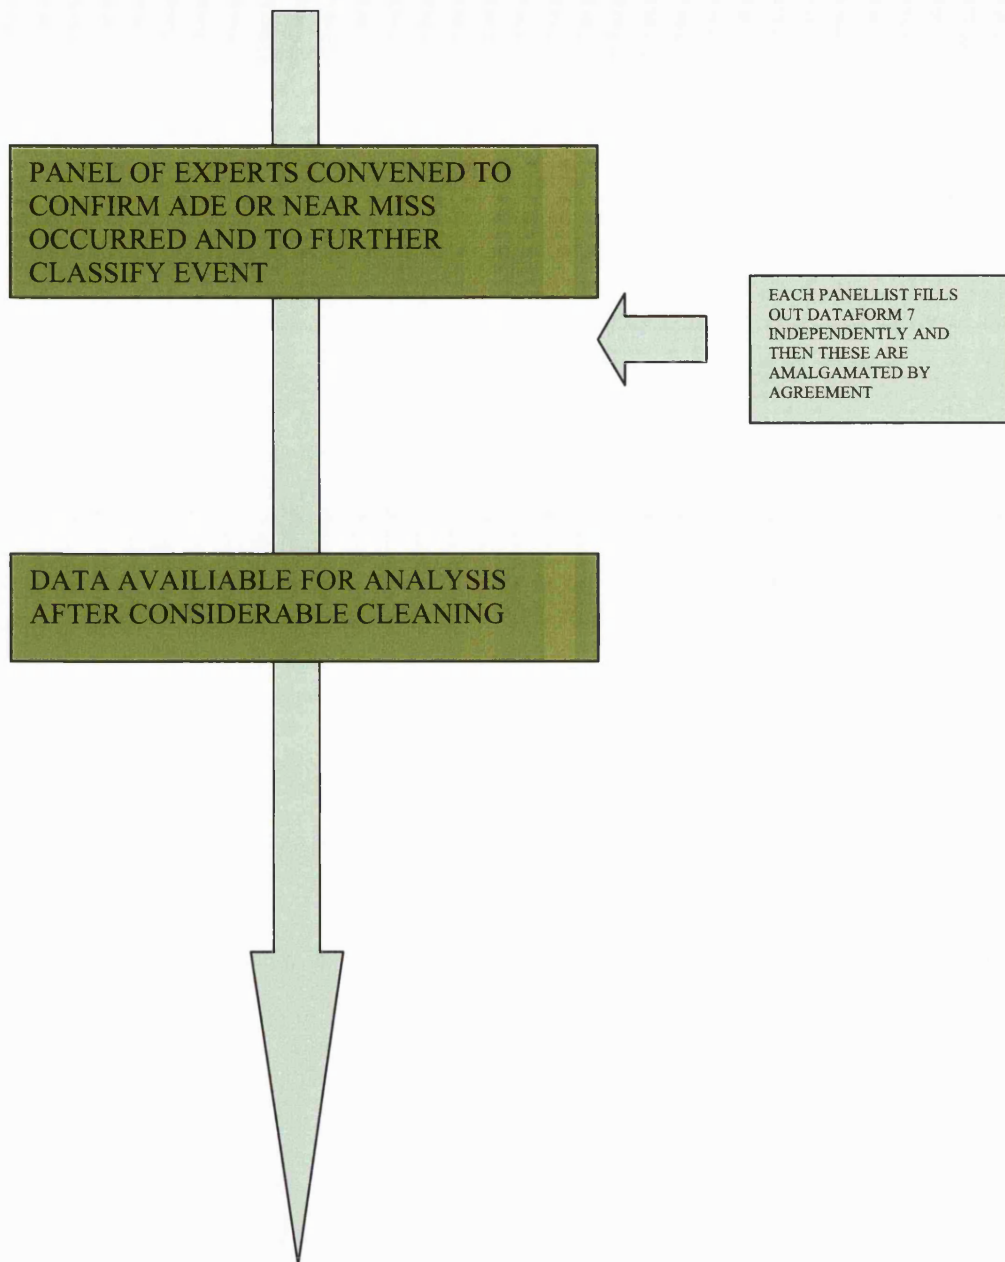 PANEL OF EXPERTS CONVENED TO
CONFIRM ADE OR NEAR MISS
OCCURRED AND TO FURTHER
CLASSIFY EVENT
EACH PANELLIST FILLS
OUT DATAFORM 7
INDEPENDENTLY AND
THEN THESE ARE
AMALGAMATED BY
AGREEMENT
DATA AVAILIABLE FOR ANALYSIS
AFTER CONSIDERABLE CLEANING